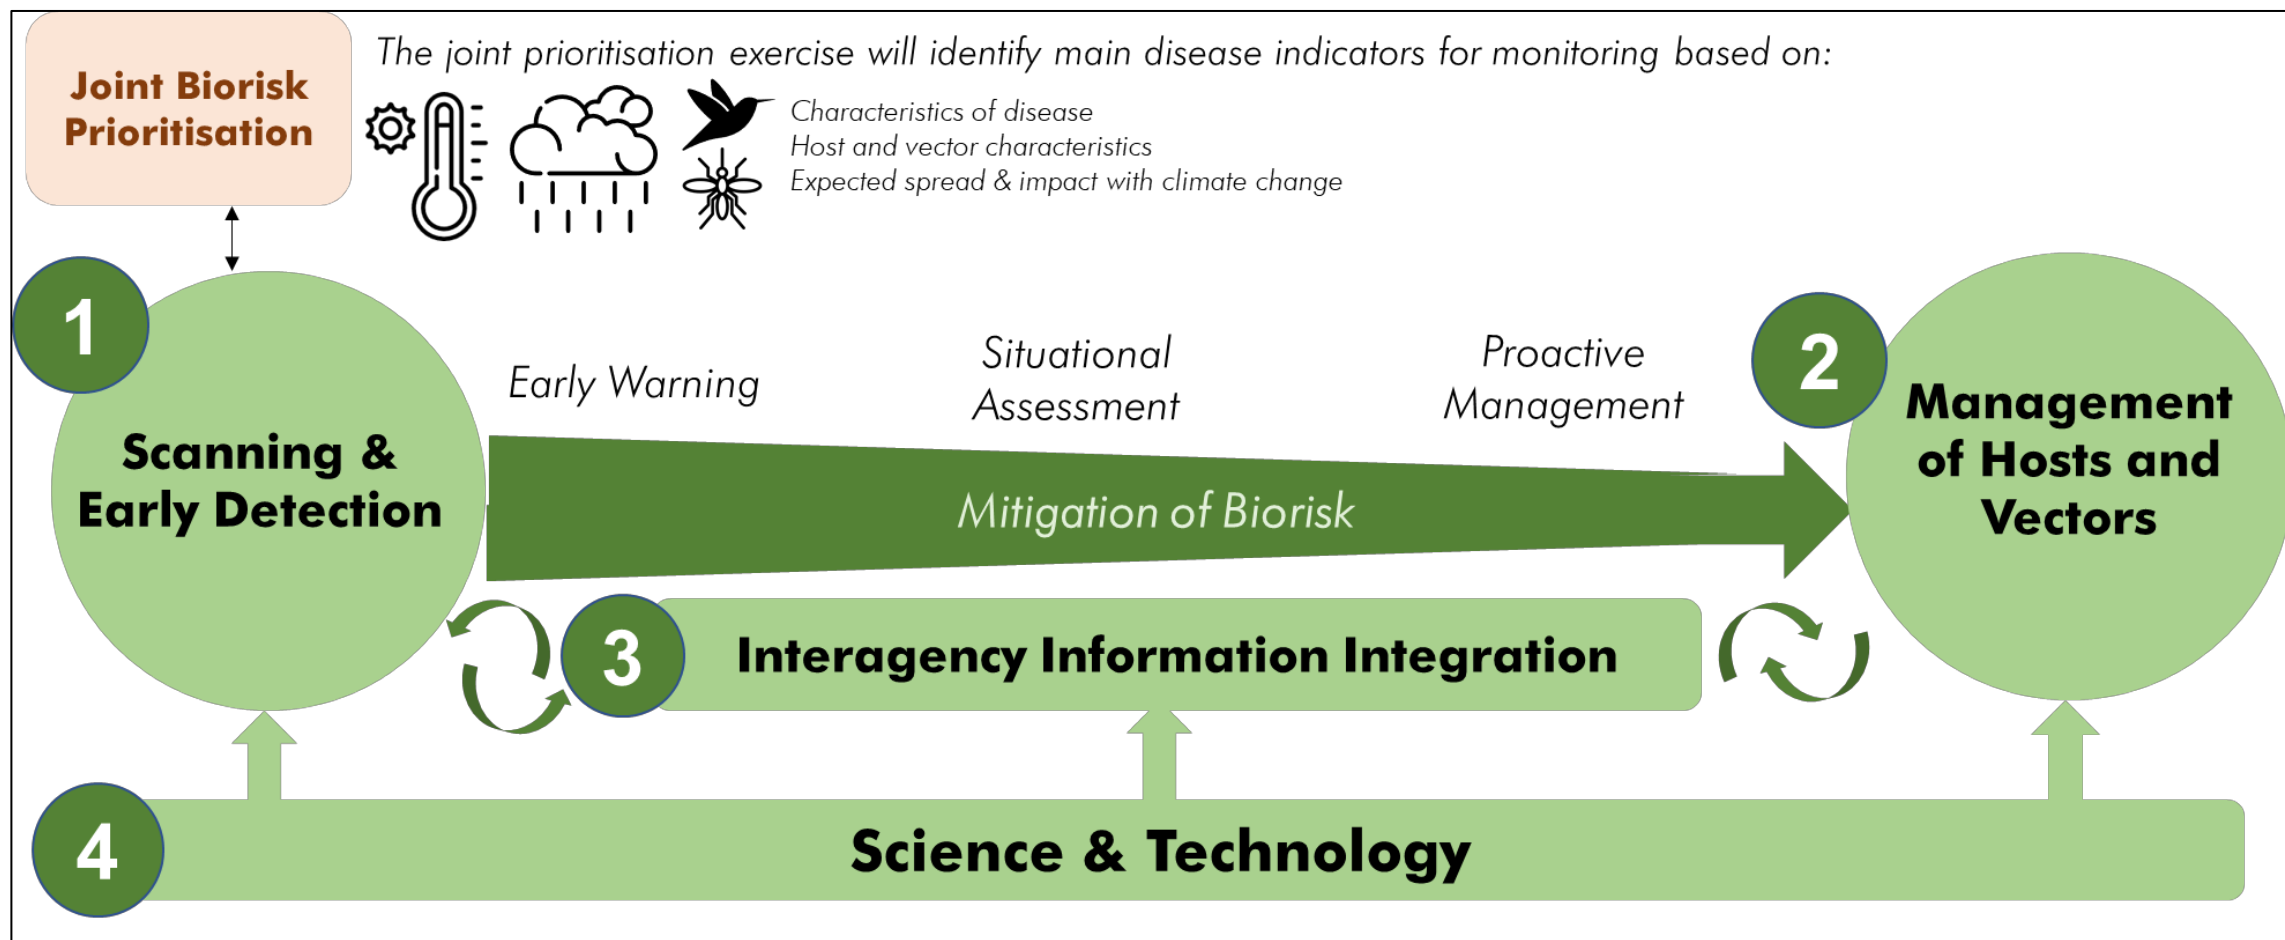 Joint Biorisk
Prioritisation
The joint prioritisation exercise will identify main disease indicators for monitoring based on:
Characteristics of disease
Host and vector characteristics
Expected spread & impact with climate change
1
Scanning &
Early Detection
Early Warning
Situational
Assessment
Proactive
Management
Mitigation of Biorisk
2
Management
of Hosts and
Vectors
3
Interagency Information Integration
4
Science & Technology